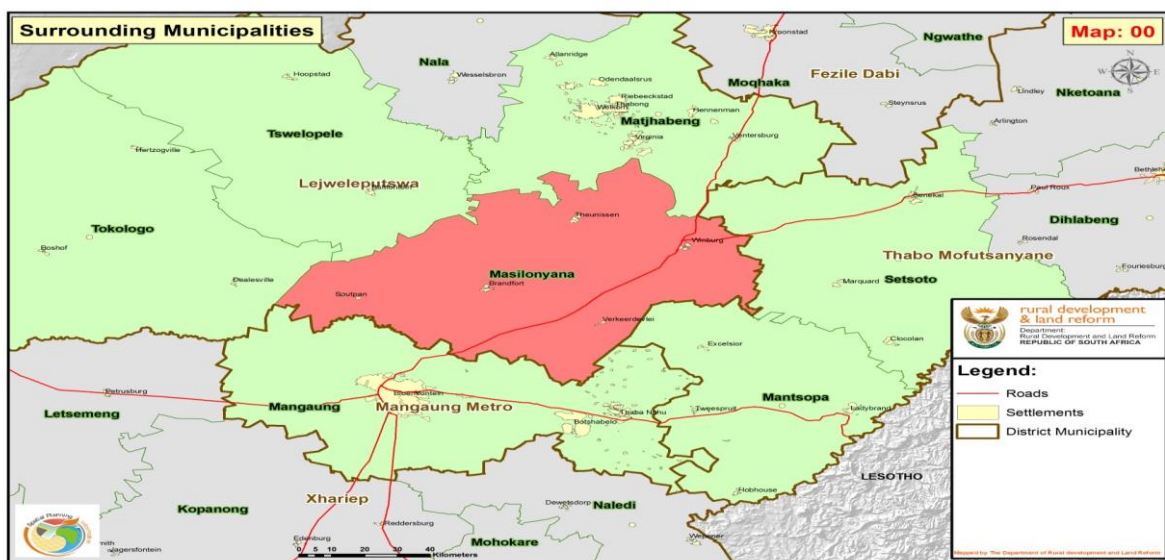 Surrounding Municipalities
Map: 00
Kroonstad
Ngwathe
Nala
Allanridge
Hoopstad
Wesselsbron
Fezile Dabi
Moqhaka
Odendaalsrus
Nketoana
Lindley
Riebeeckstad
Thabong
Welkom
Hennenman
Steynsrus
Matjhabeng
Arlington
Tswelopele
Virginia
Ventersburg
Hertzogville
Lejweleputswa
Bethlehem
Senekal
Paul Roux
Theunissen
Dihlabeng
Tokologo
Winburg
Rosendal
Boshof
Thabo Mofutsanyane
Fouriesburg
Dealesville
Masilonyana
Setsoto
Marquard
Brandfort
Soutpan
Verkeerdevlei
Excelsior
Clocolan
rural development
& land reform
Department:
Rural Development and Land Reform
REPUBLIC OF SOUTH AFRICA
Legend:
Roads
Settlements
District Municipality
Petrusburg
Letsemeng
Mangaung
Mangaung Metro
Thaba Nchu
Botshabelo
Tweespruit
Mantsopa
Ladybrand
LESOTHO
Hobhouse
Xhariep
Kopanong
Naledi
Dewetsdorp
Reddersburg
Wepener
Mohokare
Edenburg
Jagersfontein
0 5 10 20 30 40
Kilometers
N
W E
S
Mapped by The Department of Rural development and Land Reform